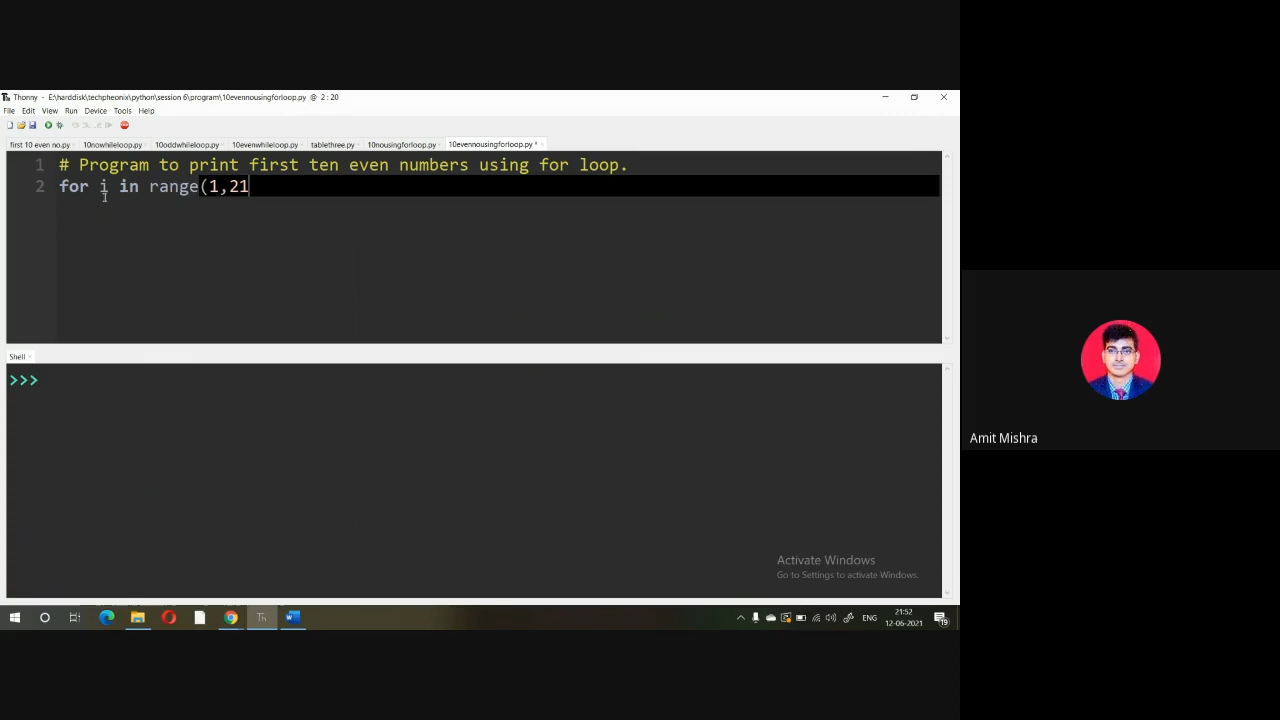 Thonny - E:\harddisk\techpheonix\python\session 6\program\10evennousingforloop.py @ 2 : 20
File Edit View Run Device Tools Help
first 10 even no.py 10nowhileloop.py 10oddwhileloop.py 10evenwhileloop.py tablethree.py 10nousingforloop.py 10evennousingforloop.py *
1 # Program to print first ten even numbers using for loop.
2 for i in range(1,21
Shell
>>>
Amit Mishra
Activate Windows
Go to Settings to activate Windows.
Th W ENG 21:52
12-06-2021 19